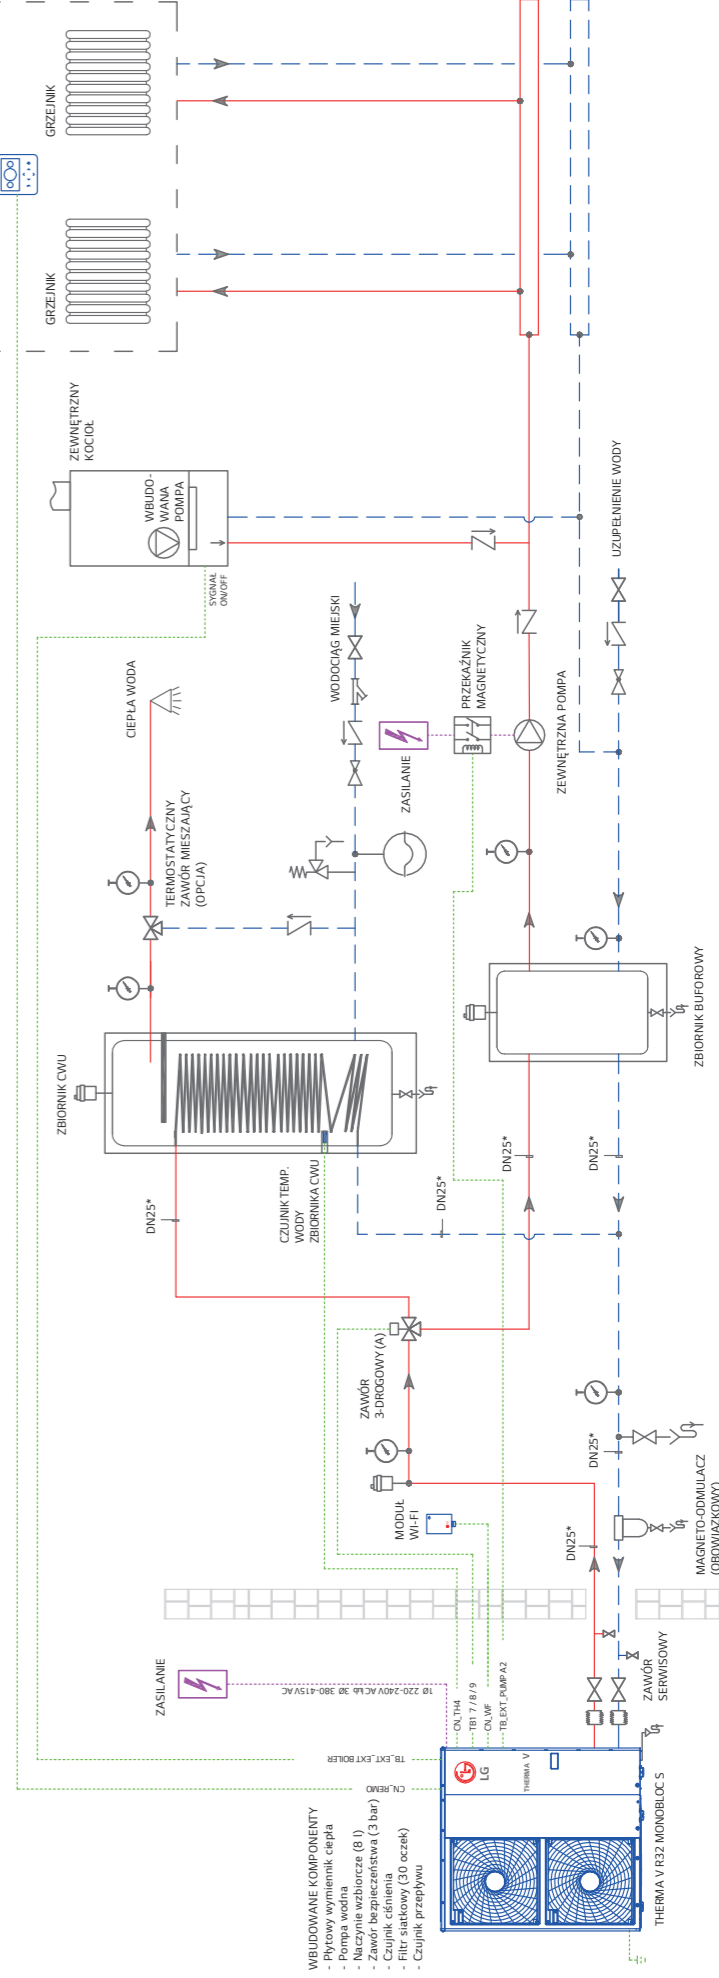 GRZEJNIK
GRZEJNIK
ZEWNĘTRZNY
KOCIOŁ
WBUDO-
WANA
POMPA
SYGNAŁ
ON/OFF
UZUPEŁNIENIE WODY
WODOCIĄG MIEJSKI
CIEPŁA WODA
PRZEKAŹNIK
MAGNETYCZNY
ZASILANIE
ZEWNĘTRZNA POMPA
TERMOSTATYCZNY
ZAWÓR MIESZAJĄCY
(OPCJA)
ZBIORNIK CWU
ZBIORNIK BUFOROWY
CZUJNIK TEMP.
WODY
ZBIORNIKA CWU
DN25*
DN25*
DN25*
DN25*
ZAWÓR
3-DROGOWY (A)
MODUŁ
WI-FI
DN25*
DN25*
MAGNETO-ODMULACZ
(OBOWIĄZKOWY)
ZASILANIE
1Ø 220-240V AC lub 3Ø 380-415VAC
CN_TH4
TB1 7 / 8 / 9
CN_WF
TB_EXT_PUMP A2
ZAWÓR
SERWISOWY
TB_EXT_EXT BOILER
CN_REMO
LG
THERMA V
THERMA V R32 MONOBLOC S
WBUDOWANE KOMPONENTY
- Płytowy wymiennik ciepła
- Pompa wodna
- Naczynie wzbiorcze (8 l)
- Zawór bezpieczeństwa (3 bar)
- Czujnik ciśnienia
- Filtr siatkowy (30 oczek)
- Czujnik przepływu